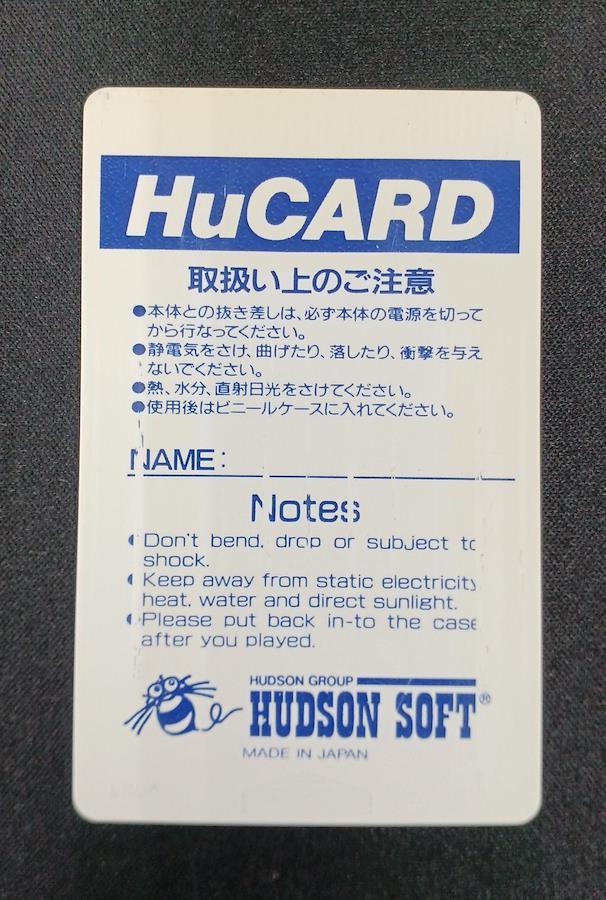 HuCARD
取扱い上のご注意
●本体との抜き差しは、必ず本体の電源を切って
から行なってください。
●静電気をさけ、曲げたり、落したり、衝撃を与え
ないでください。
●熱、水分、直射日光をさけてください。
●使用後はビニールケースに入れてください。
NAME:
Notes
●Don't bend, drop or subject to
shock.
●Keep away from static electricity
heat, water and direct sunlight.
●Please put back in-to the case
after you played.
HUDSON GROUP
HUDSON SOFT®
MADE IN JAPAN